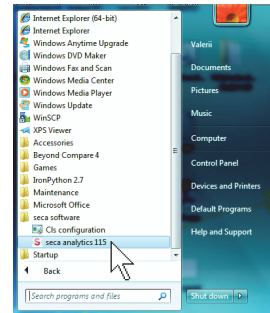 Internet Explorer (64-bit)
Internet Explorer
Windows Anytime Upgrade
Windows DVD Maker
Windows Fax and Scan
Windows Media Center
Windows Media Player
Windows Update
WinSCP
XPS Viewer
Accessories
Beyond Compare 4
Games
IronPython 2.7
Maintenance
Microsoft Office
seca software
Cls configuration
S seca analytics 115
Startup
Back
Search programs and files
Valerii
Documents
Pictures
Music
Computer
Control Panel
Devices and Printers
Default Programs
Help and Support
Shut down